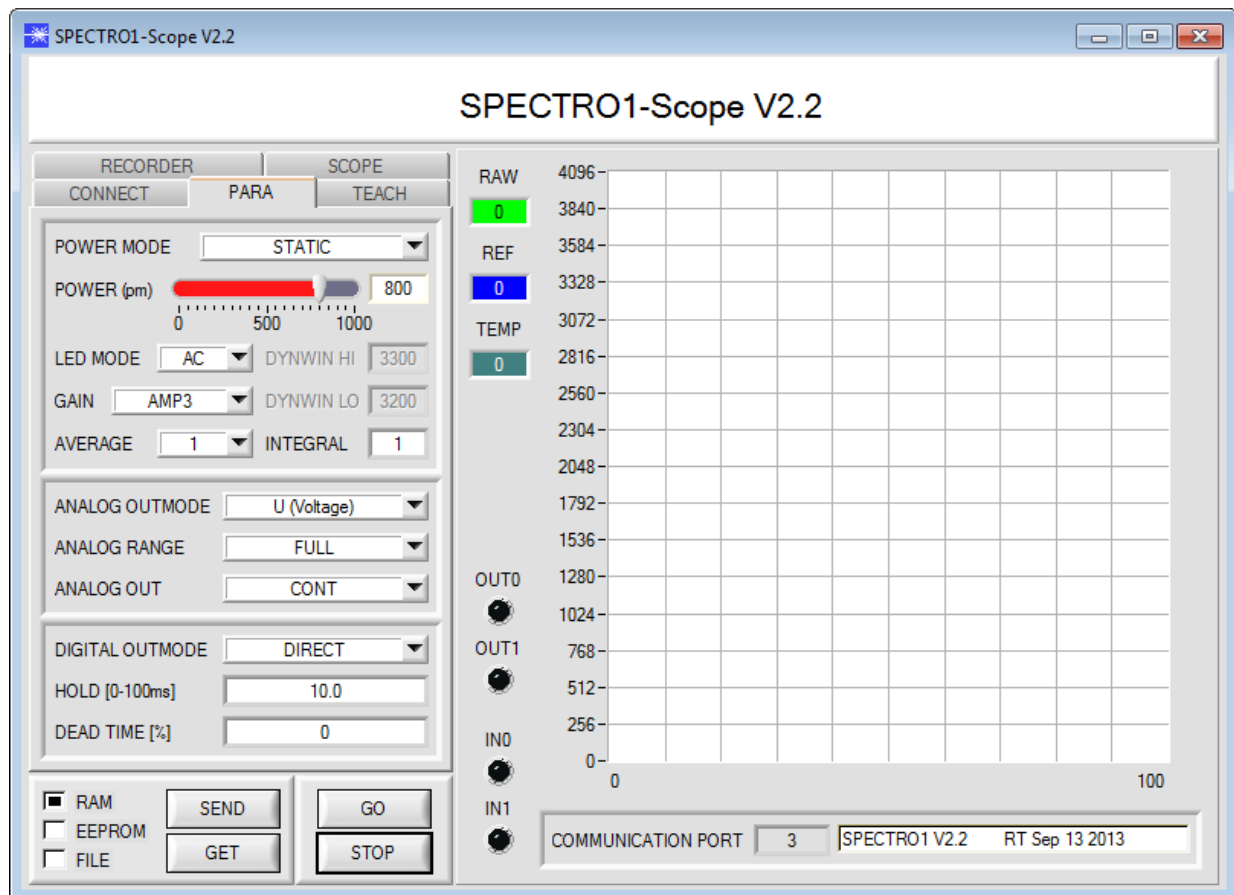 SPECTRO1-Scope V2.2
SPECTRO1-Scope V2.2
RECORDER SCOPE
CONNECT PARA TEACH
POWER MODE STATIC
POWER (pm) 800
0 500 1000
LED MODE AC DYNWIN HI 3300
GAIN AMP3 DYNWIN LO 3200
AVERAGE 1 INTEGRAL 1
ANALOG OUTMODE U (Voltage)
ANALOG RANGE FULL
ANALOG OUT CONT
DIGITAL OUTMODE DIRECT
HOLD [0-100ms] 10.0
DEAD TIME [%] 0
RAM
EEPROM
FILE
SEND
GET
GO
STOP
RAW
0
REF
0
TEMP
0
OUT0
OUT1
IN0
IN1
4096
3840
3584
3328
3072
2816
2560
2304
2048
1792
1536
1280
1024
768
512
256
0
0 100
COMMUNICATION PORT 3 SPECTRO1 V2.2 RT Sep 13 2013